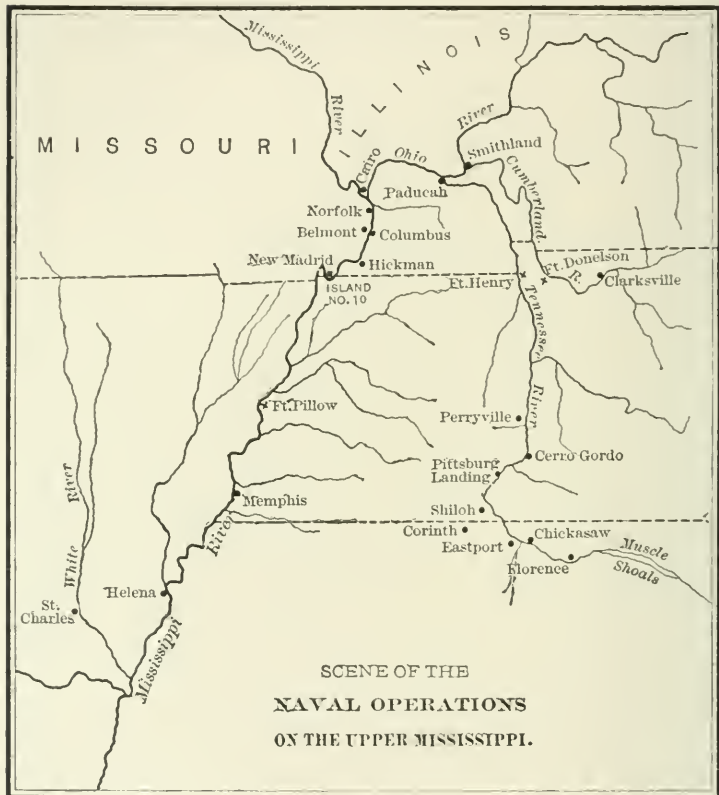 Mississippi
River
ILLINOIS
MISSOURI
River
Smithland
Ohio
Cairo
Paducah
Cumberland
Norfolk
Belmont
Columbus
New Madrid
Hickman
ISLAND
NO. 10
Ft. Henry
Ft. Donelson
R.
Clarksville
Tennessee
River
Ft. Pillow
Perryville
Cerro Gordo
Pittsburg
Landing
Memphis
River
Shiloh
Corinth
Chickasaw
Eastport
Florence
Muscle
Shoals
River
White
Helena
St.
Charles
Mississippi
SCENE OF THE
NAVAL OPERATIONS
ON THE UPPER MISSISSIPPI.